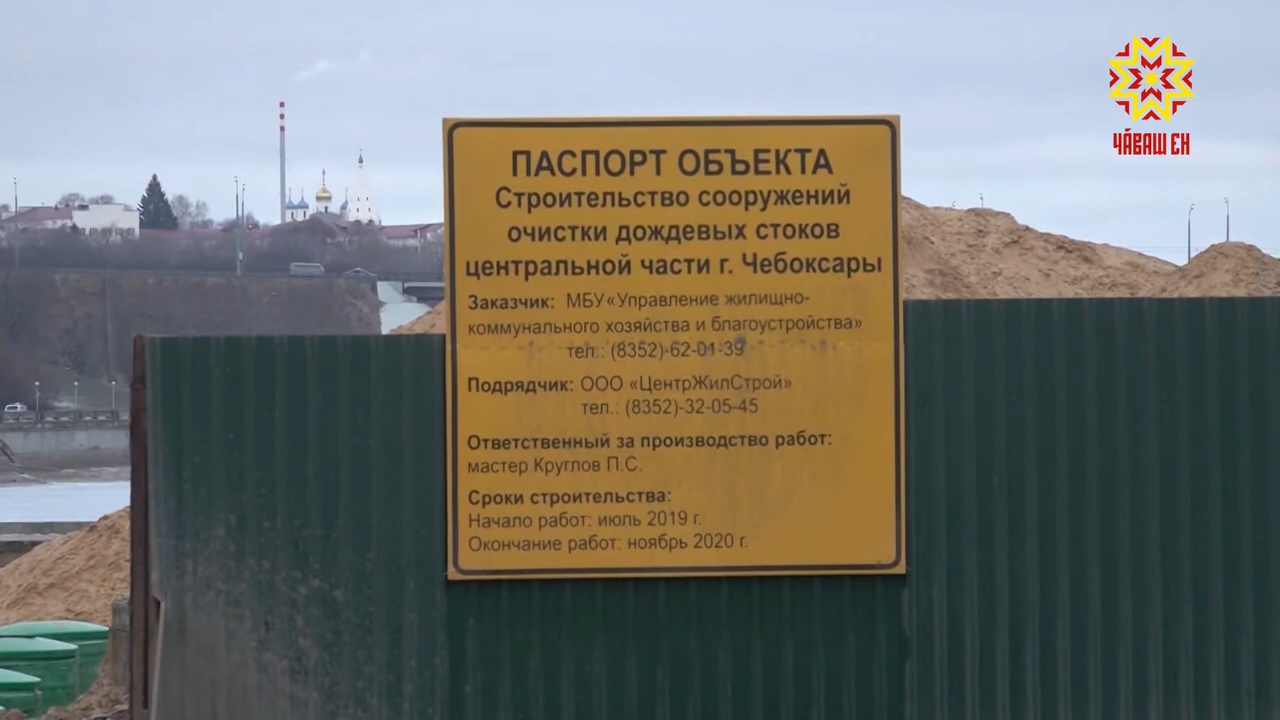 ПАСПОРТ ОБЪЕКТА
Строительство сооружений
очистки дождевых стоков
центральной части г. Чебоксары
Заказчик: МБУ «Управление жилищно-
коммунального хозяйства и благоустройства»
тел.: (8352)-62-01-39
Подрядчик: ООО «ЦентрЖилСтрой»
тел.: (8352)-32-05-45
Ответственный за производство работ:
мастер Круглов П.С.
Сроки строительства:
Начало работ: июль 2019 г.
Окончание работ: ноябрь 2020 г.
ЧӐВАШ ЕН